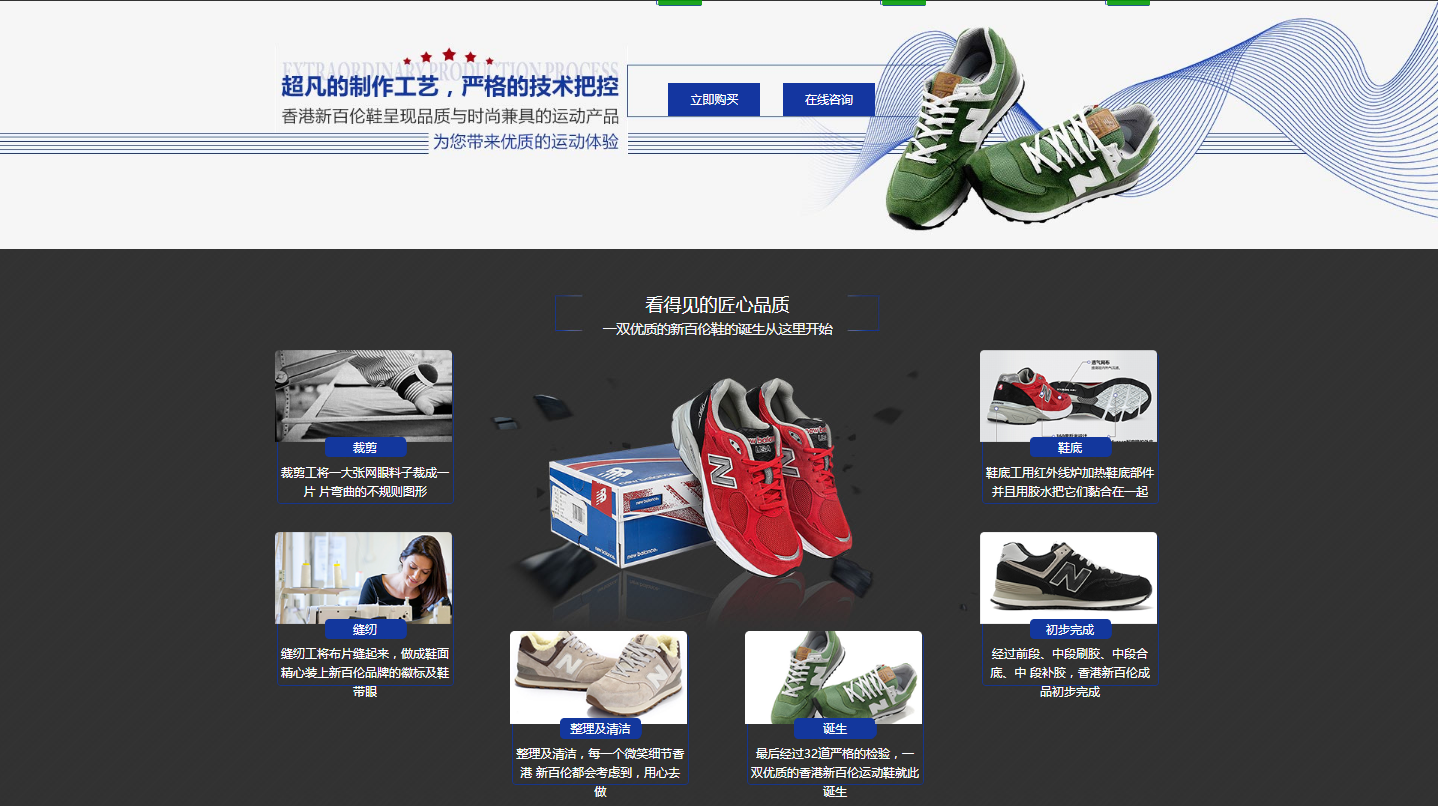 EXTRAORDINARY PRODUCTION PROCESS
超凡的制作工艺，严格的技术把控
香港新百伦鞋呈现品质与时尚兼具的运动产品
为您带来优质的运动体验
立即购买
在线咨询
看得见的匠心品质
一双优质的新百伦鞋的诞生从这里开始
裁剪
裁剪工将一大张网眼料子裁成一
片 片弯曲的不规则图形
鞋底
鞋底工用红外线炉加热鞋底部件
并且用胶水把它们黏合在一起
new balance
new balance.
new balance.
USA
缝纫
缝纫工将布片缝起来，做成鞋面
精心装上新百伦品牌的徽标及鞋
带眼
初步完成
经过前段、中段刷胶、中段合
底、中 段补胶，香港新百伦成
品初步完成
整理及清洁
整理及清洁，每一个微笑细节香
港 新百伦都会考虑到，用心去
做
诞生
最后经过32道严格的检验，一
双优质的香港新百伦运动鞋就此
诞生